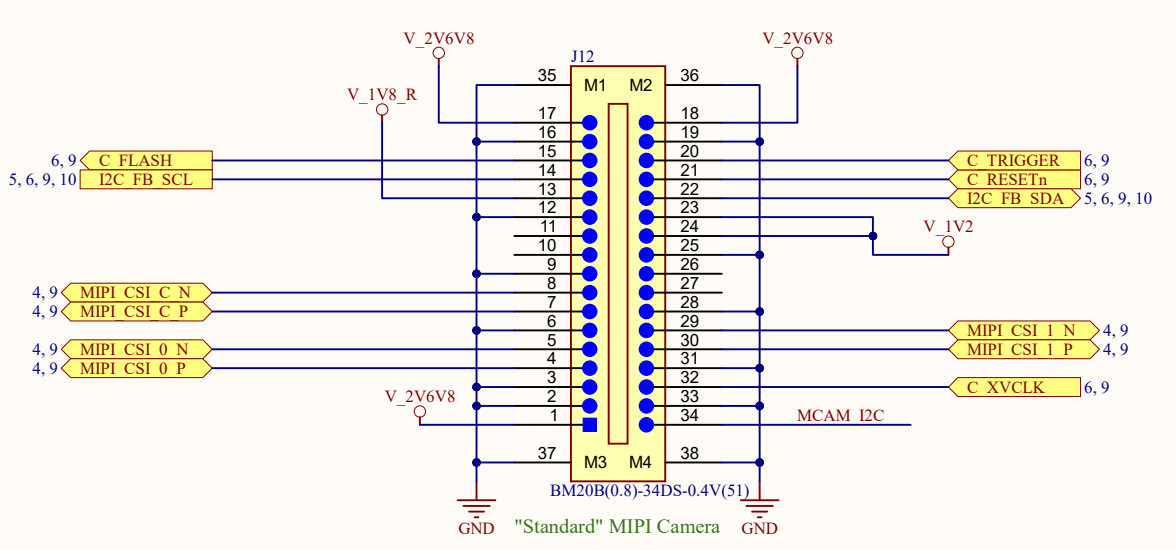 V_2V6V8
V_2V6V8
J12
35 M1 M2 36
V_1V8_R
17 18
16 19
6, 9 C_FLASH 15 20 C_TRIGGER 6, 9
5, 6, 9, 10 I2C_FB_SCL 14 21 C_RESETn 6, 9
13 22 I2C_FB_SDA 5, 6, 9, 10
12 23
11 24 V_1V2
10 25
9 26
4, 9 MIPI_CSI_C_N 8 27
4, 9 MIPI_CSI_C_P 7 28
6 29 MIPI_CSI_1_N 4, 9
4, 9 MIPI_CSI_0_N 5 30 MIPI_CSI_1_P 4, 9
4, 9 MIPI_CSI_0_P 4 31
3 32 C_XVCLK 6, 9
V_2V6V8 2 33
1 34 MCAM_I2C
37 M3 M4 38
BM20B(0.8)-34DS-0.4V(51)
GND "Standard" MIPI Camera GND